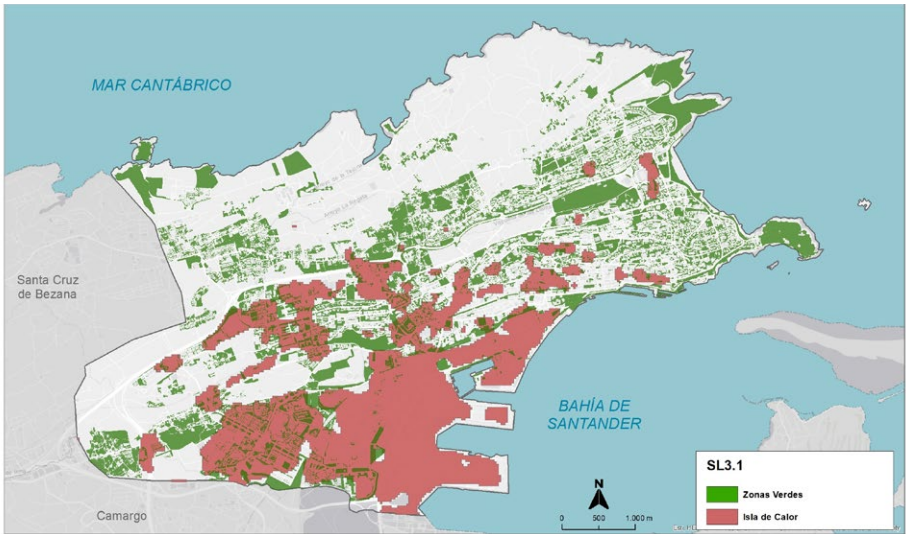 MAR CANTÁBRICO
Santa Cruz
de Bezana
BAHÍA DE
SANTANDER
Camargo
N
0 500 1.000 m
SL3.1
Zonas Verdes
Isla de Calor